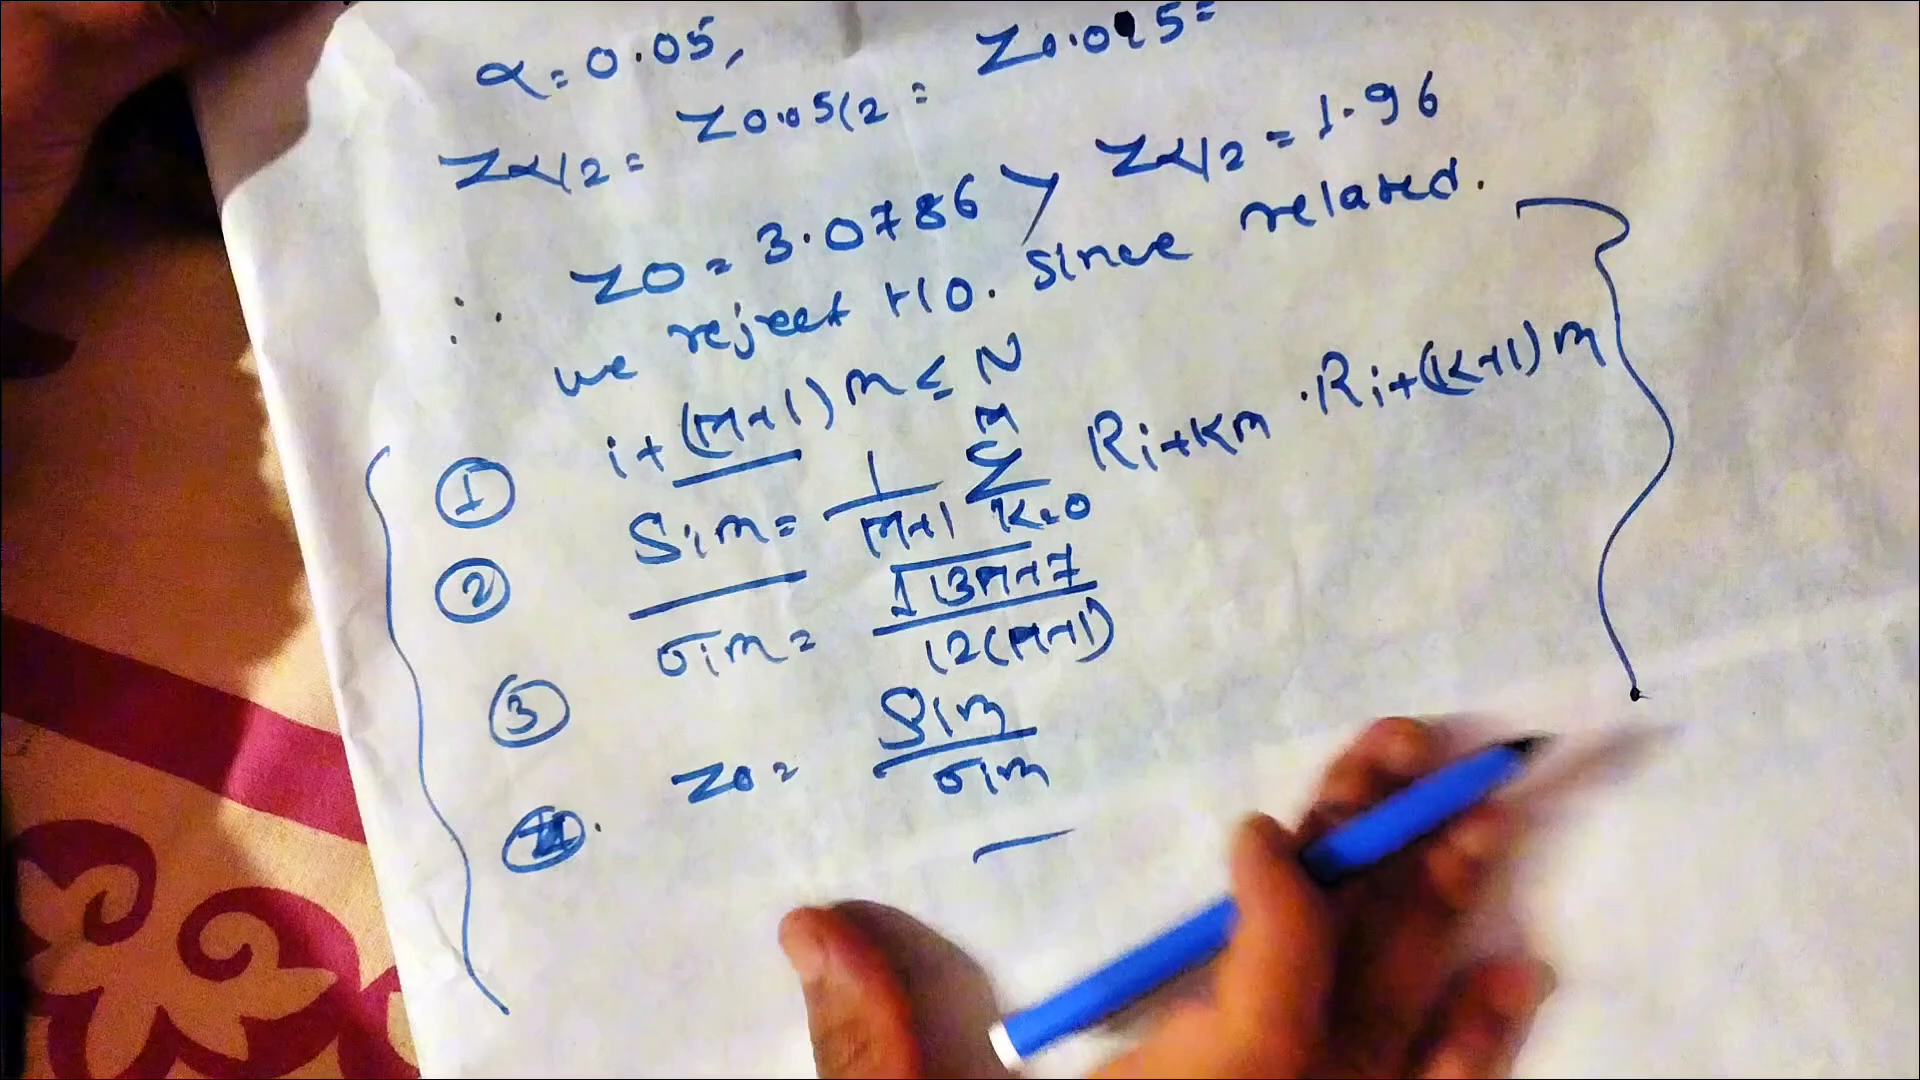 α = 0.05,
Zα/2 = Z0.05/2 = Z0.025 =
∴ Z0 = 3.0786 > Zα/2 = 1.96
we reject H0. Since related.
① i+(M+1)m ≤ N
② Sim = 1/M+1 M Σ K=0 Ri+Km . Ri+(K+1)m
③ σim = √13M+7 / 12(M+1)
④. Z0 = Sim / σim